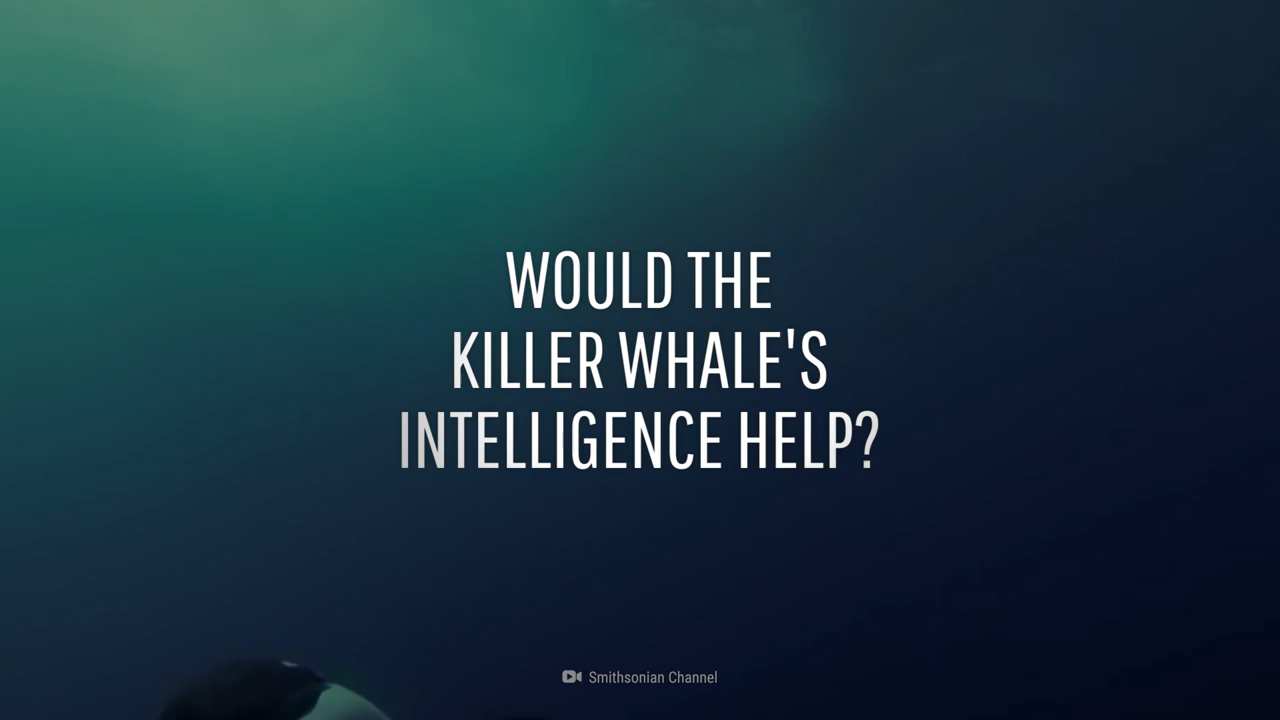 WOULD THE
KILLER WHALE'S
INTELLIGENCE HELP?
Smithsonian Channel